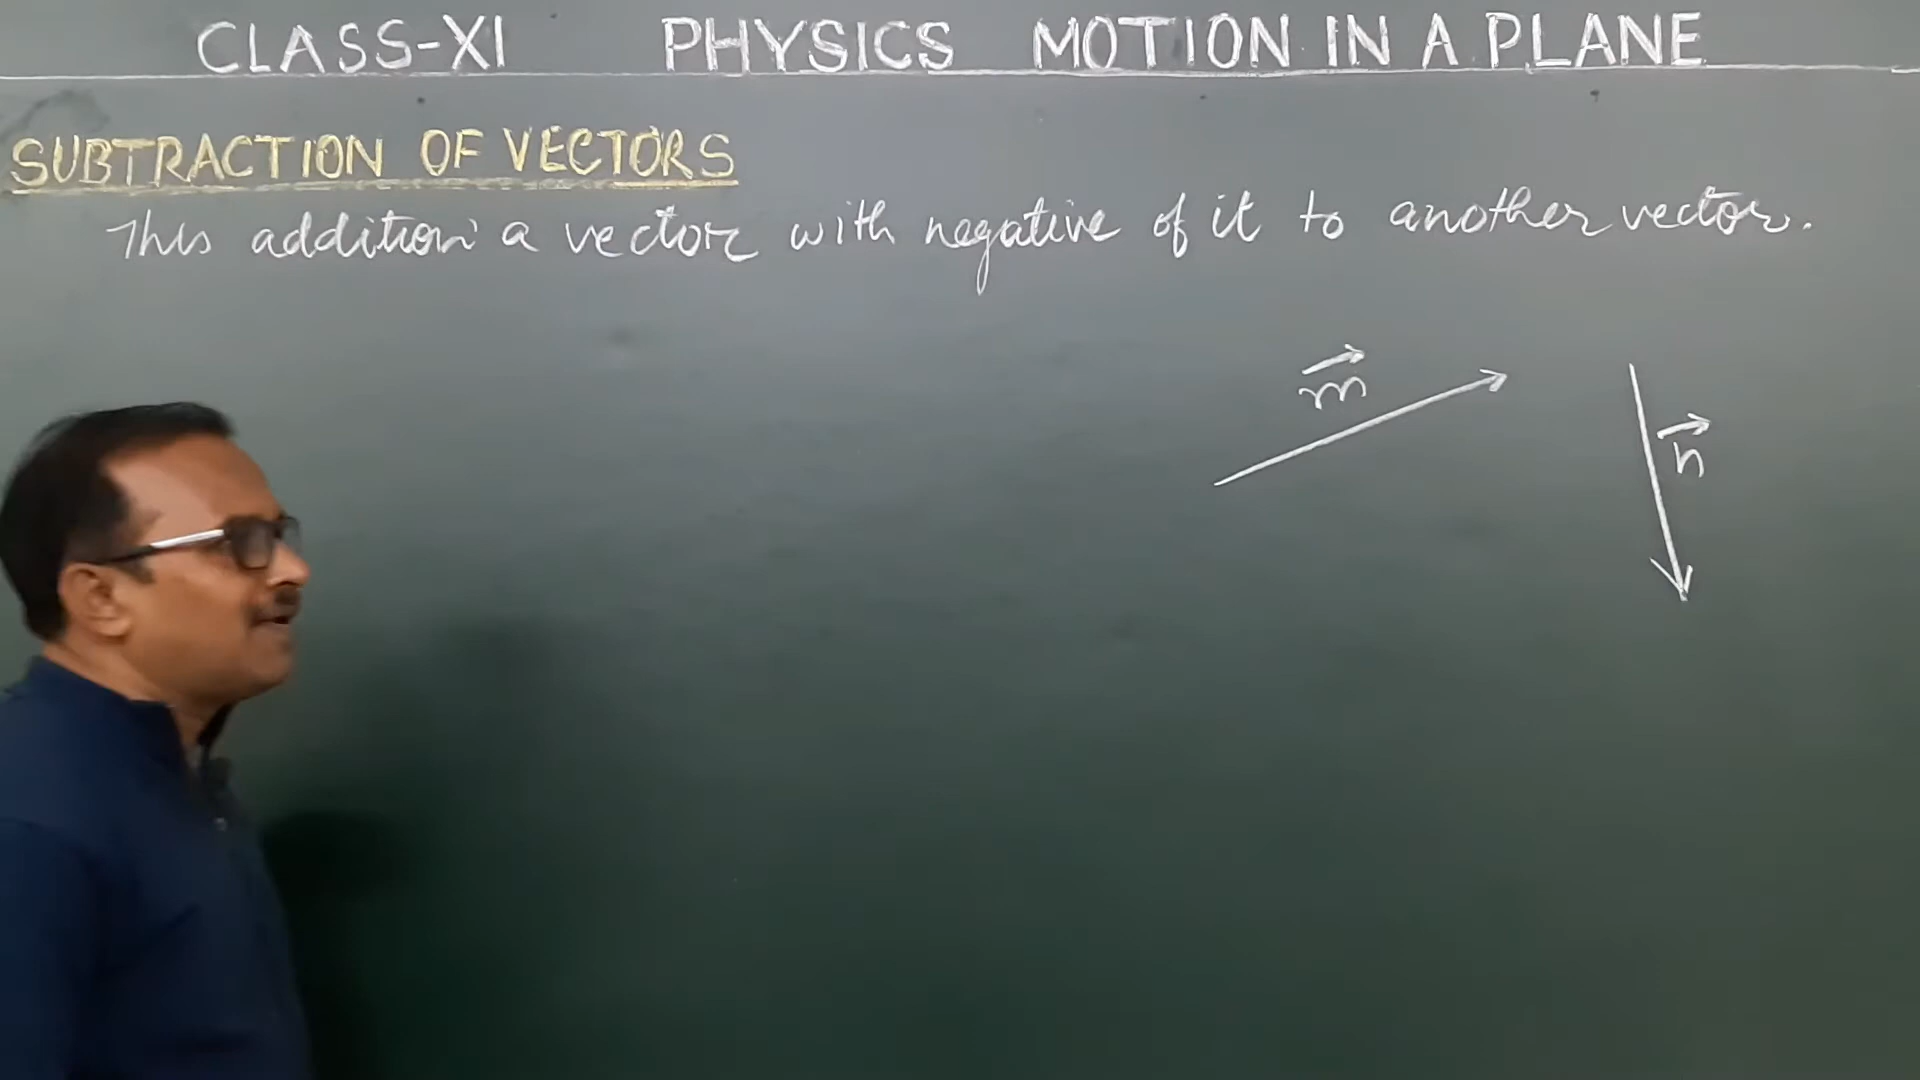 CLASS-XI PHYSICS MOTION IN A PLANE
SUBTRACTION OF VECTORS
This addition a vector with negative of it to another vector.
m
n